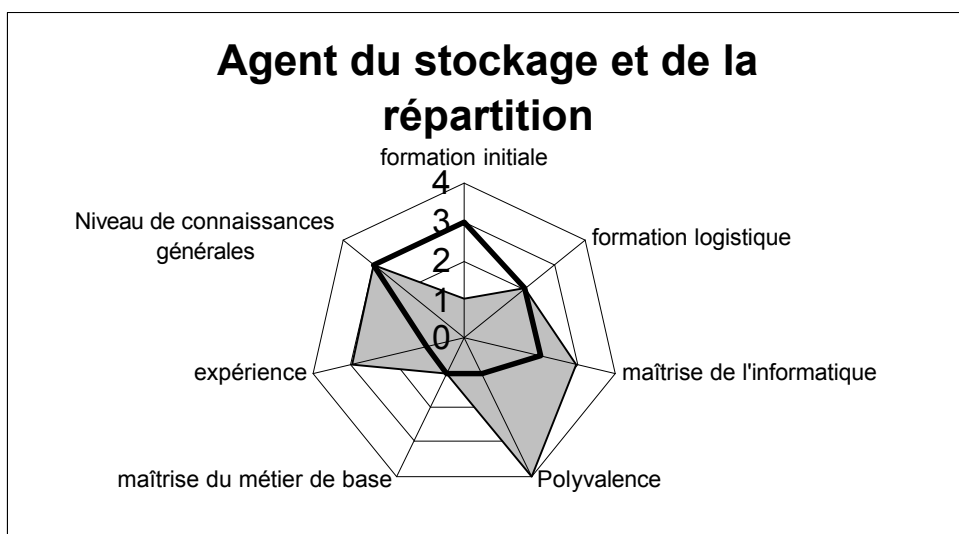 Agent du stockage et de la
répartition
formation initiale
4
3
2
1
0
formation logistique
maîtrise de l'informatique
Polyvalence
maîtrise du métier de base
expérience
Niveau de connaissances
générales